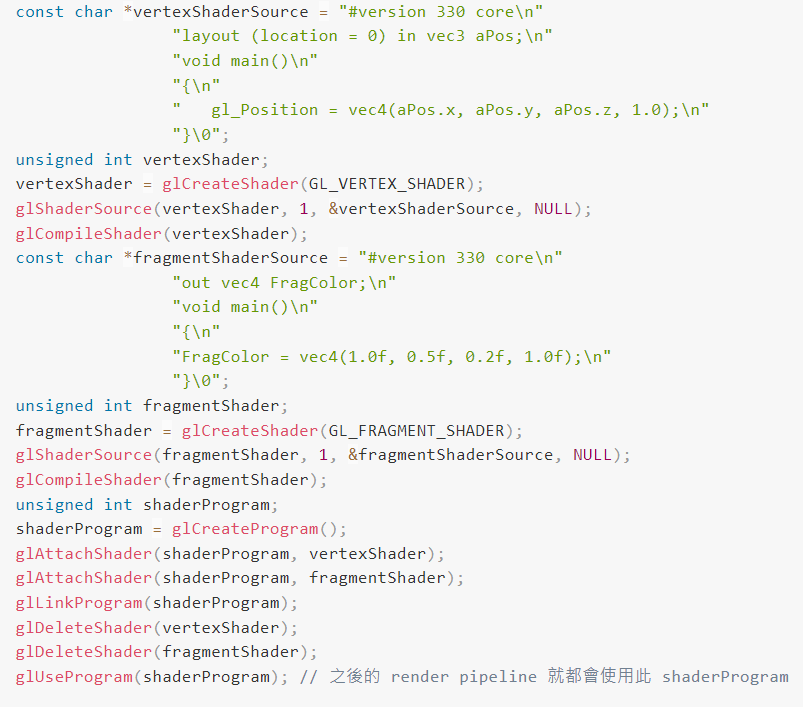 const char *vertexShaderSource = "#version 330 core\n"
                "layout (location = 0) in vec3 aPos;\n"
                "void main()\n"
                "{\n"
                "   gl_Position = vec4(aPos.x, aPos.y, aPos.z, 1.0);\n"
                "}\0";
unsigned int vertexShader;
vertexShader = glCreateShader(GL_VERTEX_SHADER);
glShaderSource(vertexShader, 1, &vertexShaderSource, NULL);
glCompileShader(vertexShader);
const char *fragmentShaderSource = "#version 330 core\n"
                "out vec4 FragColor;\n"
                "void main()\n"
                "{\n"
                "FragColor = vec4(1.0f, 0.5f, 0.2f, 1.0f);\n"
                "}\0";
unsigned int fragmentShader;
fragmentShader = glCreateShader(GL_FRAGMENT_SHADER);
glShaderSource(fragmentShader, 1, &fragmentShaderSource, NULL);
glCompileShader(fragmentShader);
unsigned int shaderProgram;
shaderProgram = glCreateProgram();
glAttachShader(shaderProgram, vertexShader);
glAttachShader(shaderProgram, fragmentShader);
glLinkProgram(shaderProgram);
glDeleteShader(vertexShader);
glDeleteShader(fragmentShader);
glUseProgram(shaderProgram); // 之後的 render pipeline 就都會使用此 shaderProgram